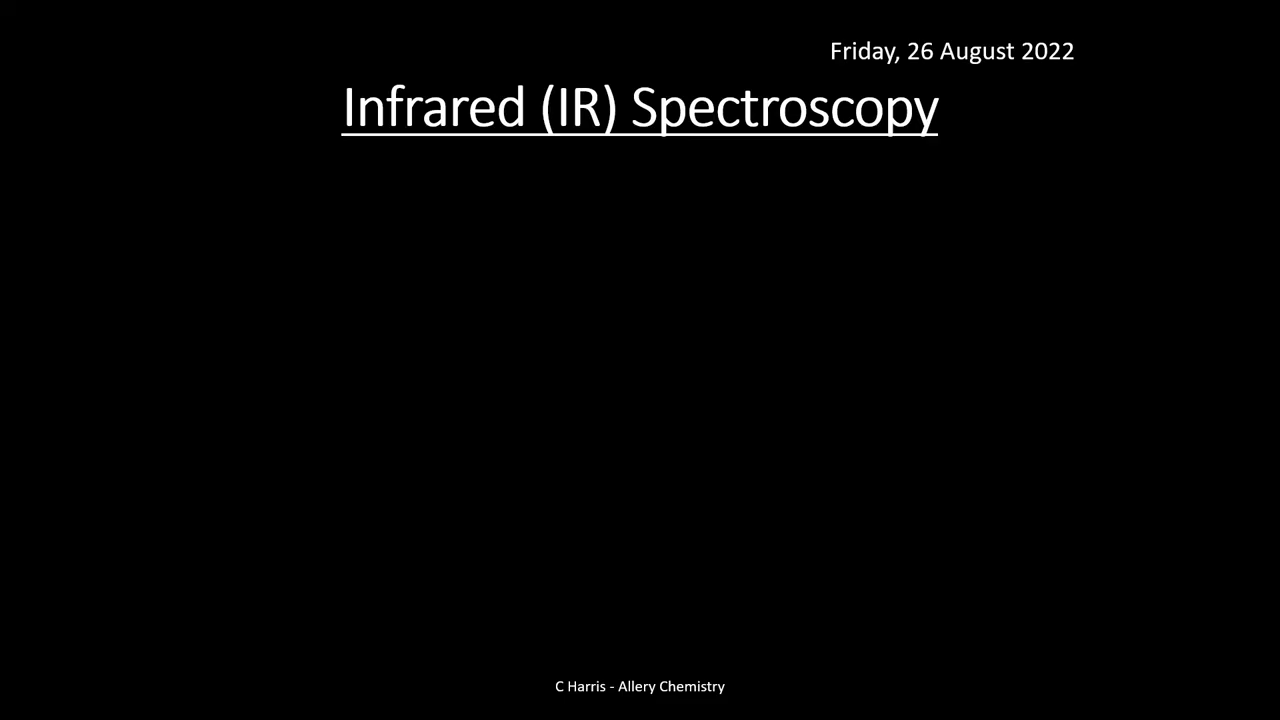 Friday, 26 August 2022
Infrared (IR) Spectroscopy
C Harris - Allery Chemistry